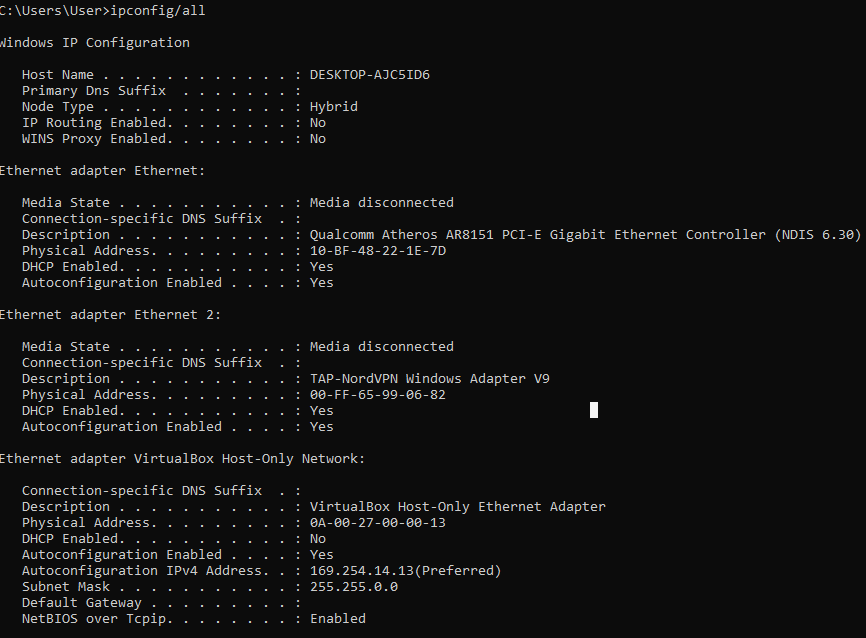 C:\Users\User>ipconfig/all
Windows IP Configuration
Host Name . . . . . . . . . . . . : DESKTOP-AJC5ID6
Primary Dns Suffix  . . . . . . . :
Node Type . . . . . . . . . . . . : Hybrid
IP Routing Enabled. . . . . . . . : No
WINS Proxy Enabled. . . . . . . . : No
Ethernet adapter Ethernet:
Media State . . . . . . . . . . . : Media disconnected
Connection-specific DNS Suffix  . :
Description . . . . . . . . . . . : Qualcomm Atheros AR8151 PCI-E Gigabit Ethernet Controller (NDIS 6.30)
Physical Address. . . . . . . . . : 10-BF-48-22-1E-7D
DHCP Enabled. . . . . . . . . . . : Yes
Autoconfiguration Enabled . . . . : Yes
Ethernet adapter Ethernet 2:
Media State . . . . . . . . . . . : Media disconnected
Connection-specific DNS Suffix  . :
Description . . . . . . . . . . . : TAP-NordVPN Windows Adapter V9
Physical Address. . . . . . . . . : 00-FF-65-99-06-82
DHCP Enabled. . . . . . . . . . . : Yes
Autoconfiguration Enabled . . . . : Yes
Ethernet adapter VirtualBox Host-Only Network:
Connection-specific DNS Suffix  . :
Description . . . . . . . . . . . : VirtualBox Host-Only Ethernet Adapter
Physical Address. . . . . . . . . : 0A-00-27-00-00-13
DHCP Enabled. . . . . . . . . . . : No
Autoconfiguration Enabled . . . . : Yes
Autoconfiguration IPv4 Address. . : 169.254.14.13(Preferred)
Subnet Mask . . . . . . . . . . . : 255.255.0.0
Default Gateway . . . . . . . . . :
NetBIOS over Tcpip. . . . . . . . : Enabled